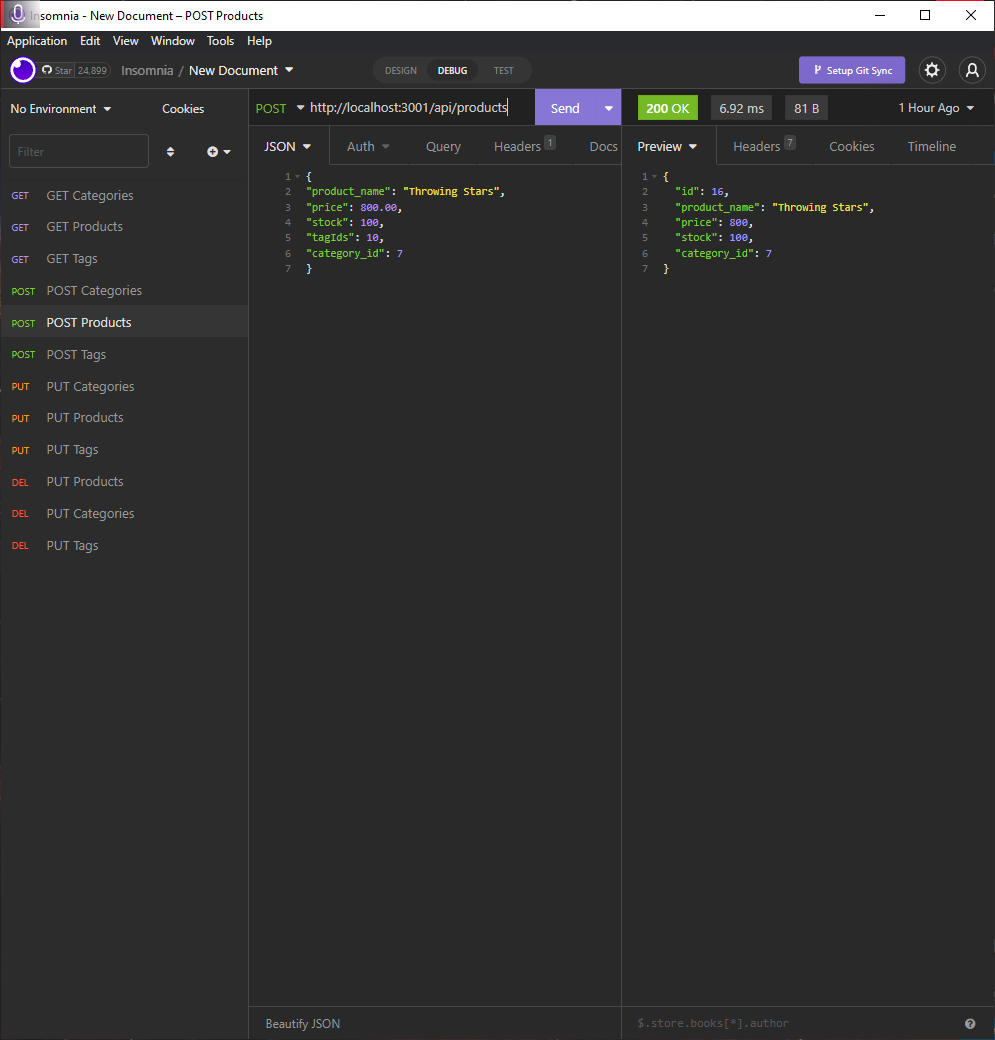 Insomnia - New Document – POST Products
Application Edit View Window Tools Help
Star 24,899 Insomnia / New Document DESIGN DEBUG TEST Setup Git Sync
No Environment Cookies
Filter
GET GET Categories
GET GET Products
GET GET Tags
POST POST Categories
POST POST Products
POST POST Tags
PUT PUT Categories
PUT PUT Products
PUT PUT Tags
DEL PUT Products
DEL PUT Categories
DEL PUT Tags
POST http://localhost:3001/api/products Send
JSON Auth Query Headers 1 Docs
1 {
2 "product_name": "Throwing Stars",
3 "price": 800.00,
4 "stock": 100,
5 "tagIds": 10,
6 "category_id": 7
7 }
Beautify JSON
200 OK 6.92 ms 81 B 1 Hour Ago
Preview Headers 7 Cookies Timeline
1 {
2 "id": 16,
3 "product_name": "Throwing Stars",
4 "price": 800,
5 "stock": 100,
6 "category_id": 7
7 }
$.store.books[*].author